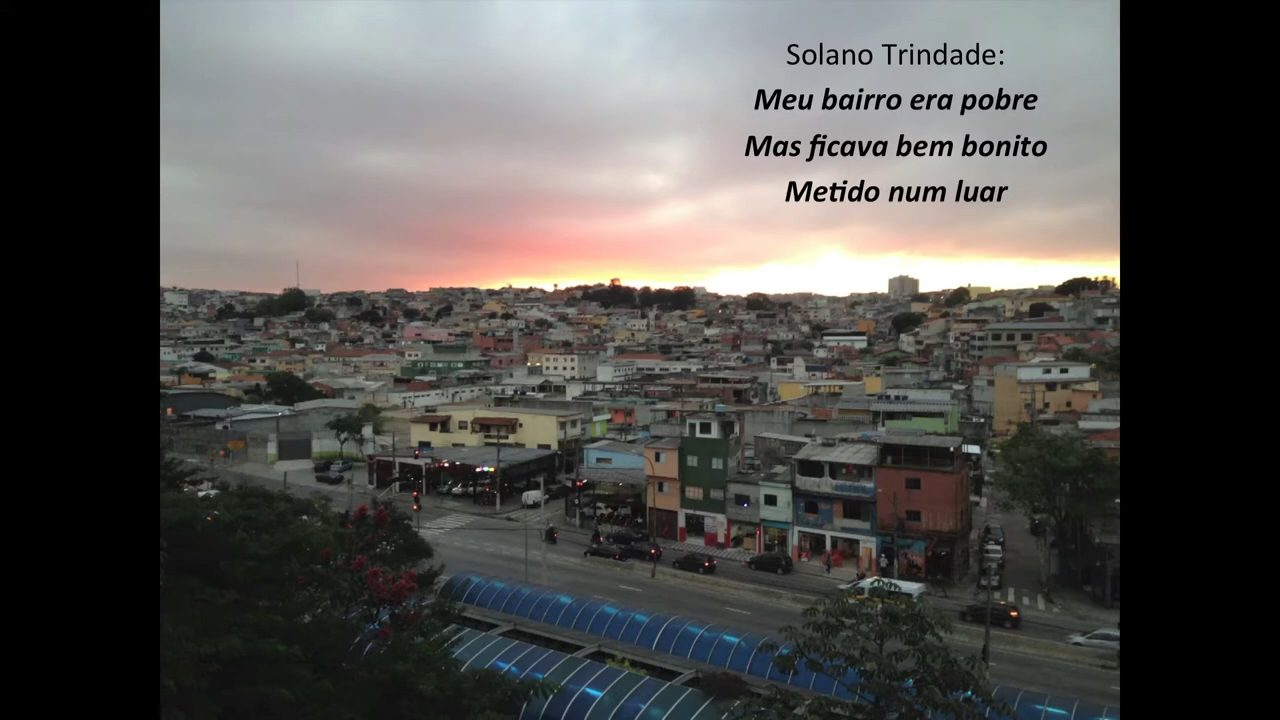 Solano Trindade:
Meu bairro era pobre
Mas ficava bem bonito
Metido num luar